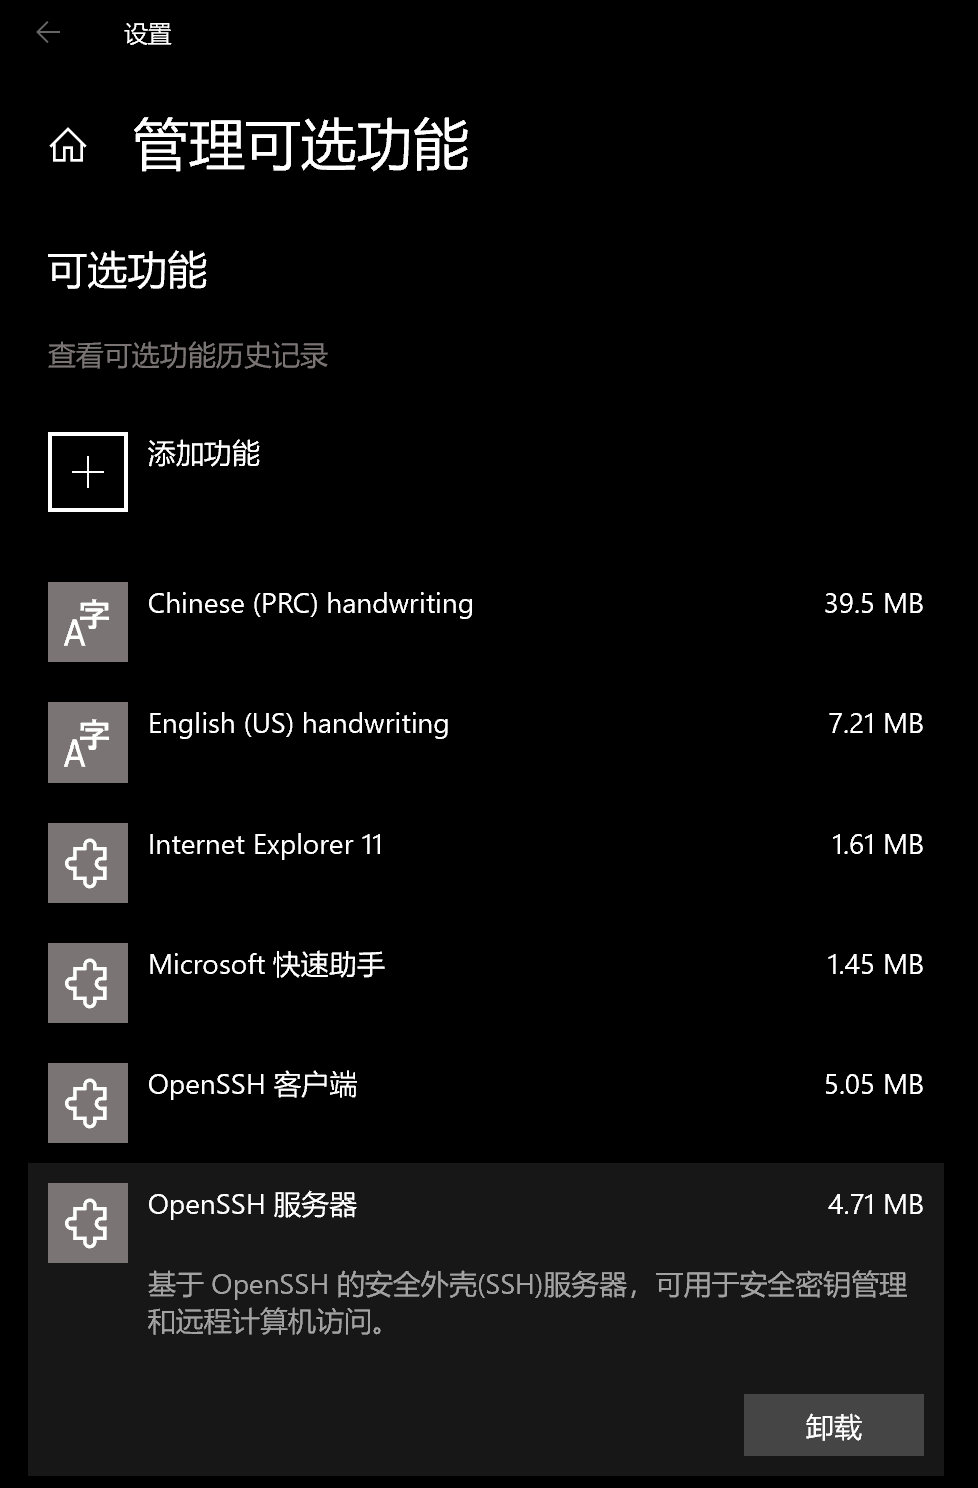 设置
管理可选功能
可选功能
查看可选功能历史记录
添加功能
字
A
Chinese (PRC) handwriting 39.5 MB
字
A
English (US) handwriting 7.21 MB
Internet Explorer 11 1.61 MB
Microsoft 快速助手 1.45 MB
OpenSSH 客户端 5.05 MB
OpenSSH 服务器 4.71 MB
基于 OpenSSH 的安全外壳(SSH)服务器，可用于安全密钥管理
和远程计算机访问。
卸载